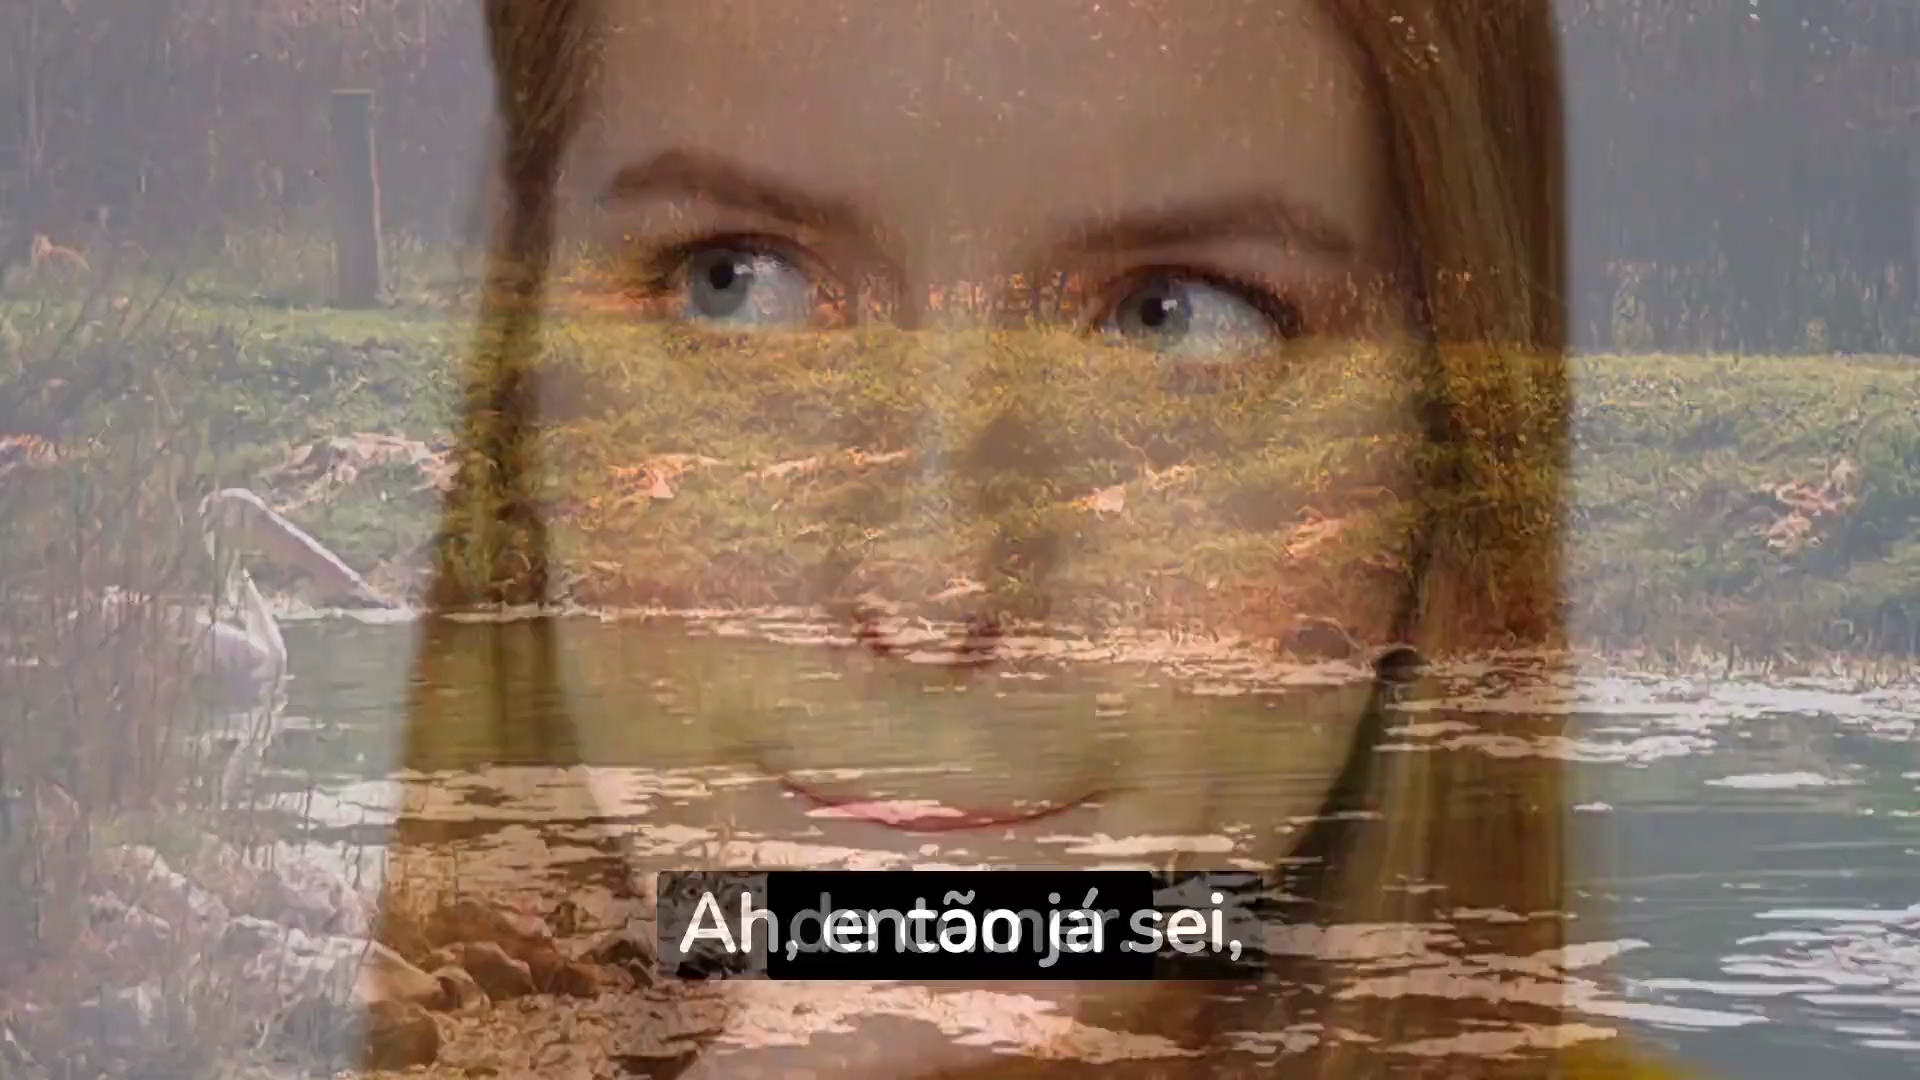 Ah, então já sei,